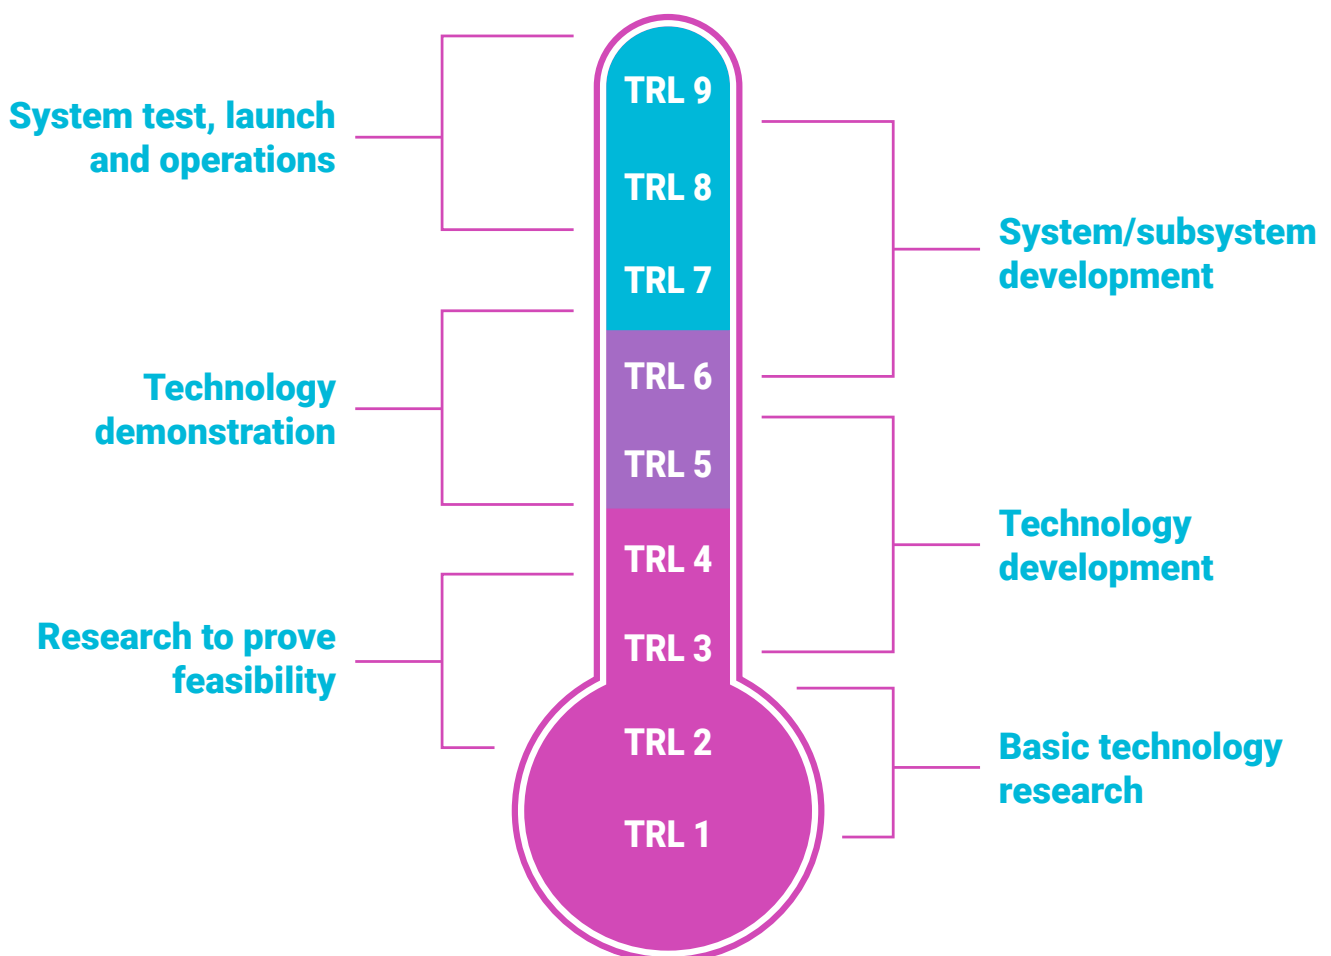 System test, launch
and operations
Technology
demonstration
Research to prove
feasibility
TRL 9
TRL 8
TRL 7
TRL 6
TRL 5
TRL 4
TRL 3
TRL 2
TRL 1
System/subsystem
development
Technology
development
Basic technology
research